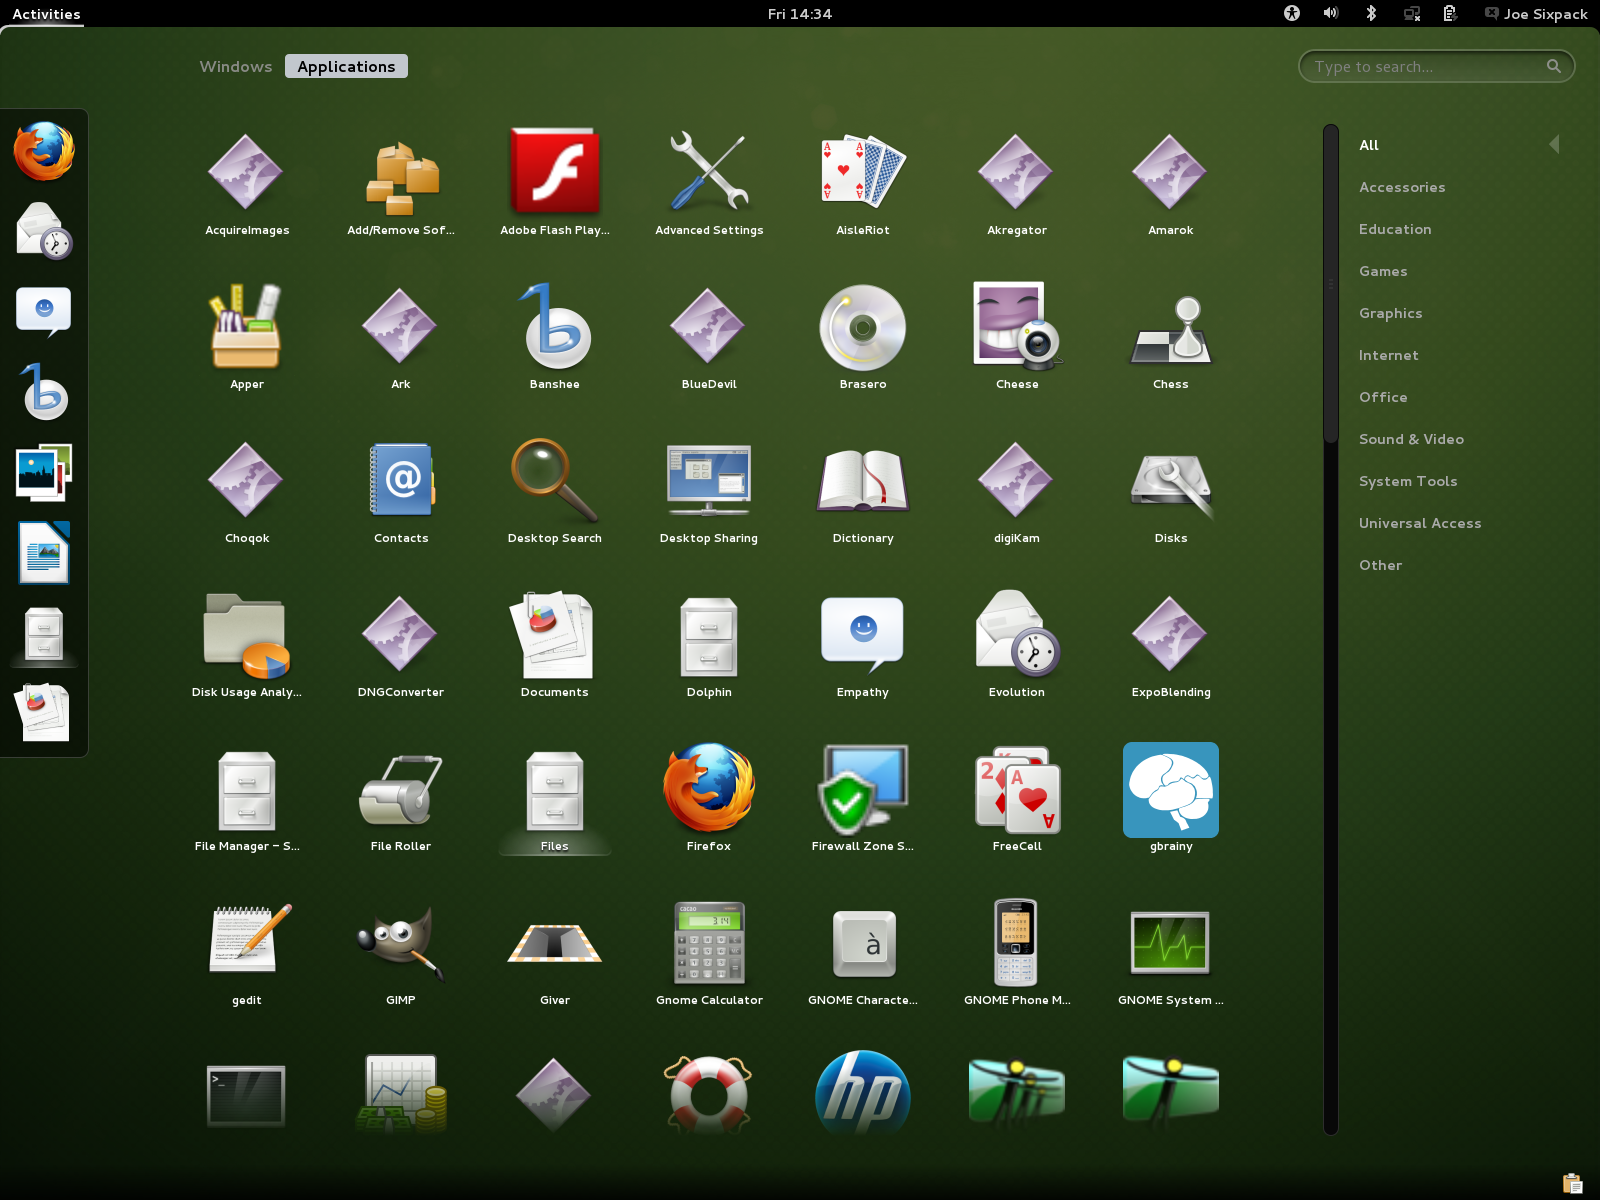 Activities
Fri 14:34
Joe Sixpack
Windows
Applications
Type to search...
All
Accessories
Education
Games
Graphics
Internet
Office
Sound & Video
System Tools
Universal Access
Other
AcquireImages
Add/Remove Sof...
Adobe Flash Play...
Advanced Settings
AisleRiot
Akregator
Amarok
Apper
Ark
Banshee
BlueDevil
Brasero
Cheese
Chess
Choqok
Contacts
Desktop Search
Desktop Sharing
Dictionary
digiKam
Disks
Disk Usage Analy...
DNGConverter
Documents
Dolphin
Empathy
Evolution
ExpoBlending
File Manager – S...
File Roller
Files
Firefox
Firewall Zone S...
FreeCell
gbrainy
gedit
GIMP
Giver
Gnome Calculator
GNOME Characte...
GNOME Phone M...
GNOME System ...